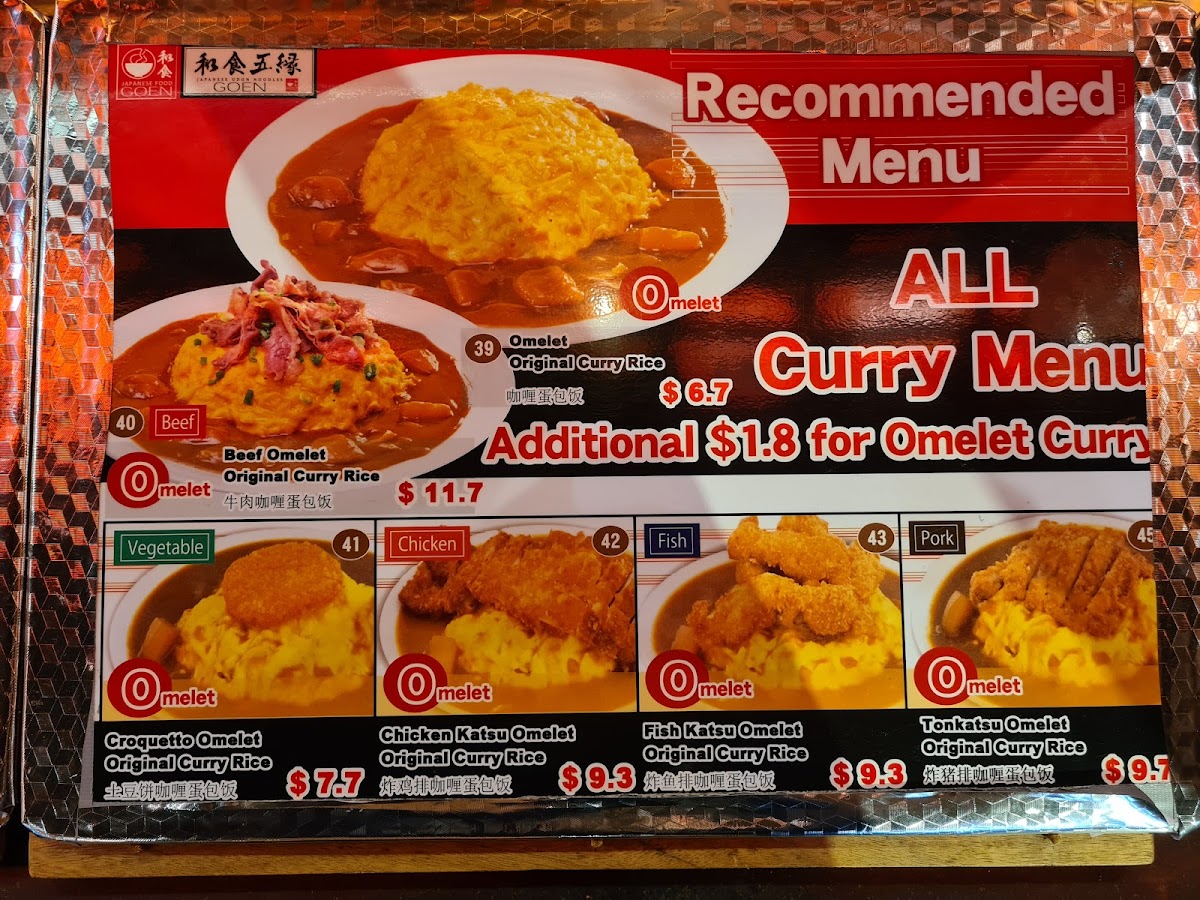 和食
JAPANESE FOOD
GOEN
和食五縁
JAPANESE UDON NOODLES
GOEN
Recommended
Menu
Omelet
39
Omelet
Original Curry Rice
咖喱蛋包饭
$ 6.7
ALL
Curry Menu
Additional $1.8 for Omelet Curry
40
Beef
Omelet
Beef Omelet
Original Curry Rice
牛肉咖喱蛋包饭
$ 11.7
Vegetable
41
Omelet
Croquetto Omelet
Original Curry Rice
土豆饼咖喱蛋包饭
$ 7.7
Chicken
42
Omelet
Chicken Katsu Omelet
Original Curry Rice
炸鸡排咖喱蛋包饭
$ 9.3
Fish
43
Omelet
Fish Katsu Omelet
Original Curry Rice
炸鱼排咖喱蛋包饭
$ 9.3
Pork
45
Omelet
Tonkatsu Omelet
Original Curry Rice
炸猪排咖喱蛋包饭
$ 9.7